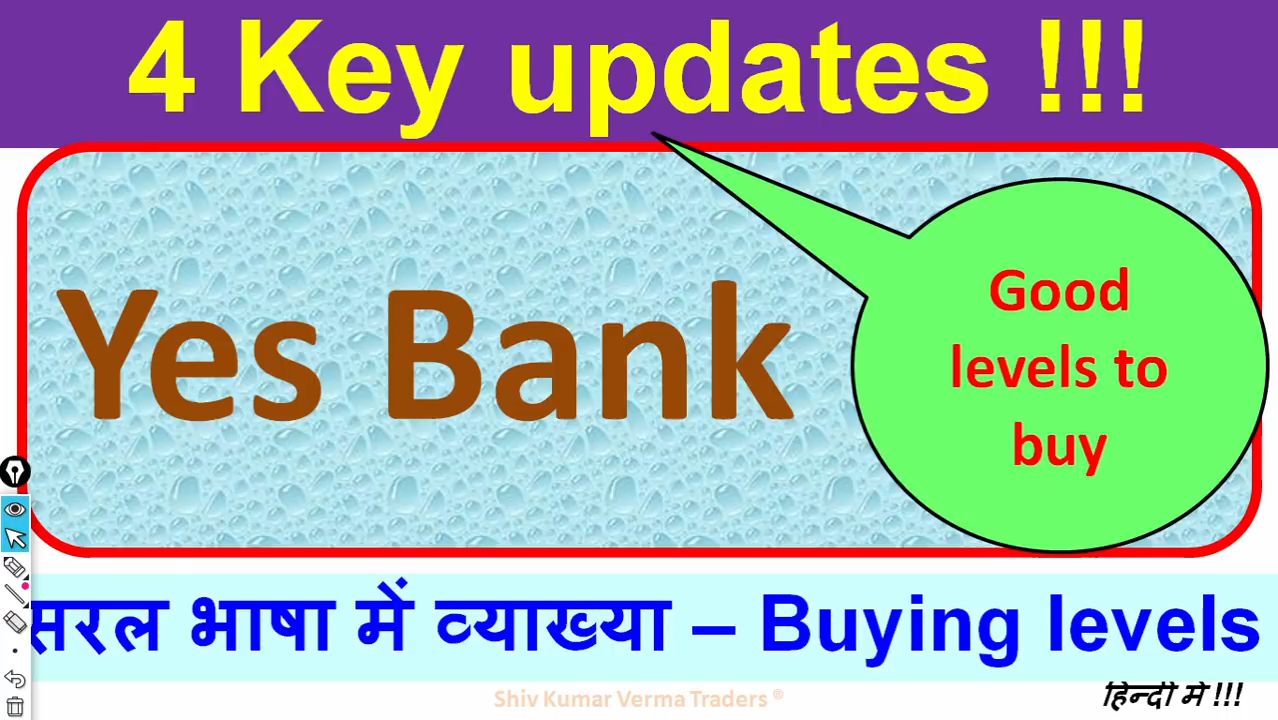 4 Key updates !!!
Yes Bank
Good
levels to
buy
सरल भाषा में व्याख्या – Buying levels
Shiv Kumar Verma Traders ®
हिन्दी मे !!!